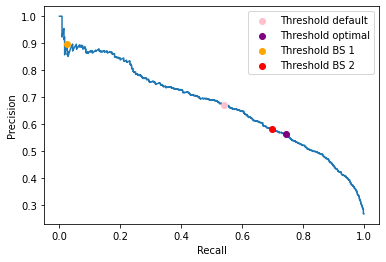 Threshold default
Threshold optimal
Threshold BS 1
Threshold BS 2
1.0
0.9
0.8
0.7
0.6
0.5
0.4
0.3
Precision
0.0 0.2 0.4 0.6 0.8 1.0
Recall